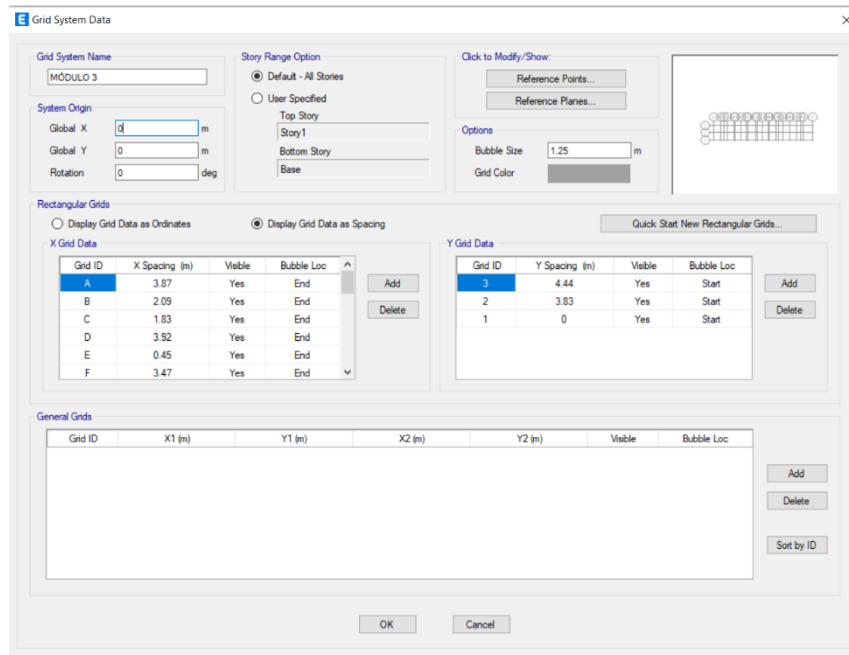 E Grid System Data
Grid System Name
MÓDULO 3
System Origin
Global X 0 m
Global Y 0 m
Rotation 0 deg
Story Range Option
Default - All Stories
User Specified
Top Story
Story1
Bottom Story
Base
Click to Modify/Show:
Reference Points...
Reference Planes...
Options
Bubble Size 1.25 m
Grid Color
Rectangular Grids
Display Grid Data as Ordinates Display Grid Data as Spacing Quick Start New Rectangular Grids...
X Grid Data
Grid ID X Spacing (m) Visible Bubble Loc
A 3.87 Yes End
B 2.09 Yes End
C 1.83 Yes End
D 3.92 Yes End
E 0.45 Yes End
F 3.47 Yes End
Add
Delete
Y Grid Data
Grid ID Y Spacing (m) Visible Bubble Loc
3 4.44 Yes Start
2 3.83 Yes Start
1 0 Yes Start
Add
Delete
General Grids
Grid ID X1 (m) Y1 (m) X2 (m) Y2 (m) Visible Bubble Loc
Add
Delete
Sort by ID
OK Cancel